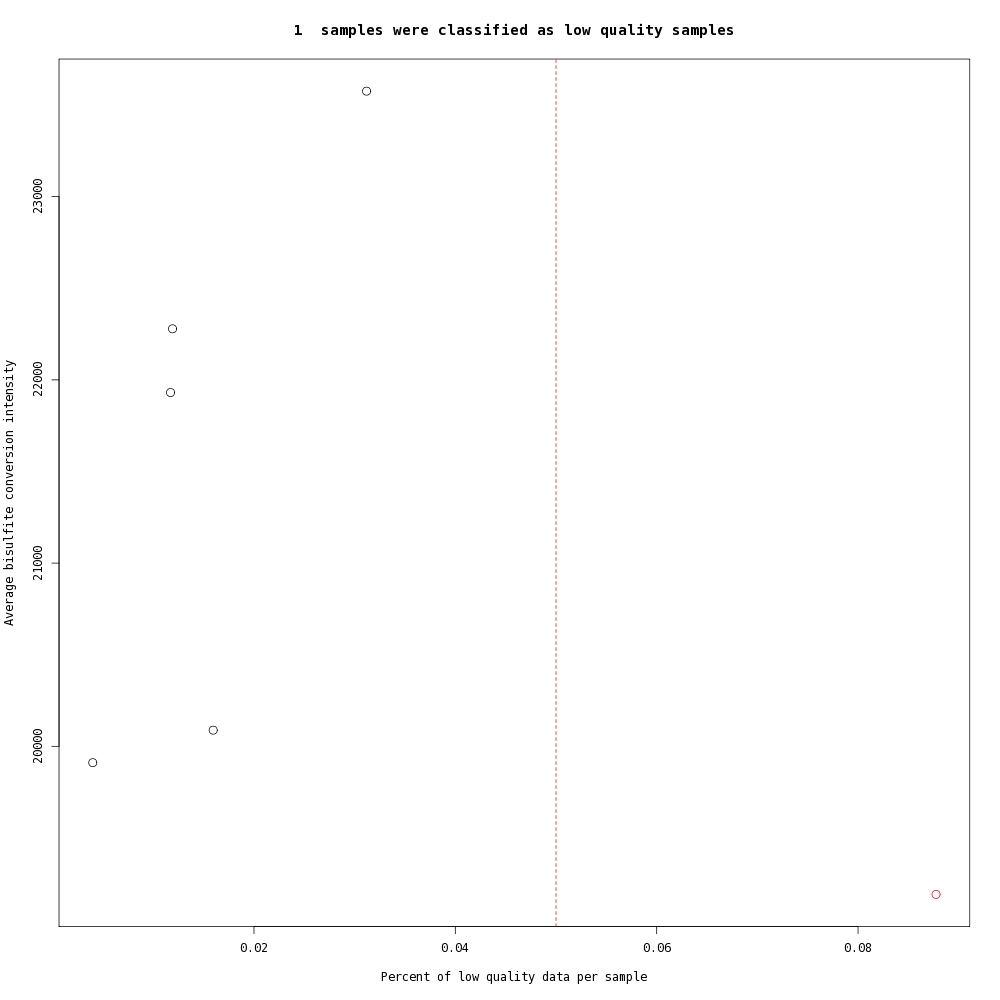 1  samples were classified as low quality samples
23000
22000
21000
20000
Average bisulfite conversion intensity
0.02 0.04 0.06 0.08
Percent of low quality data per sample